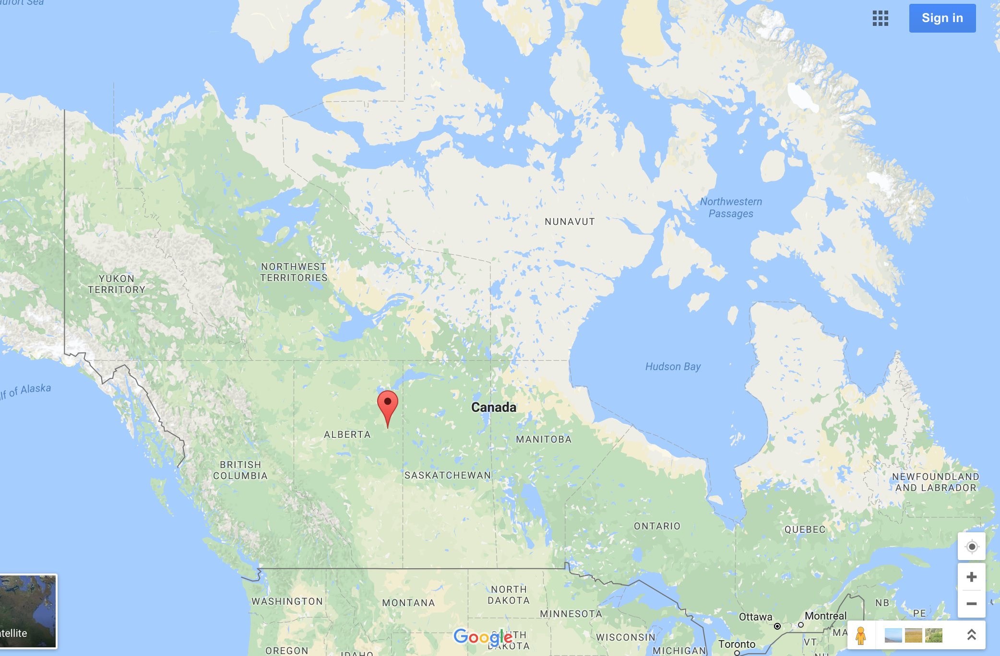 aufort Sea
Sign in
Northwestern
Passages
NUNAVUT
NORTHWEST
TERRITORIES
YUKON
TERRITORY
Hudson Bay
lf of Alaska
Canada
ALBERTA
MANITOBA
BRITISH
COLUMBIA
SASKATCHEWAN
NEWFOUNDLAND
AND LABRADOR
ONTARIO
QUEBEC
NORTH
DAKOTA
WASHINGTON
MONTANA
NB
MINNESOTA
PE
Ottawa
Montreal
tellite
Google
SOUTH
DAKOTA
WISCONSIN
MA
Toronto
VT
OREGON
IDAHO
MICHIGAN
NH